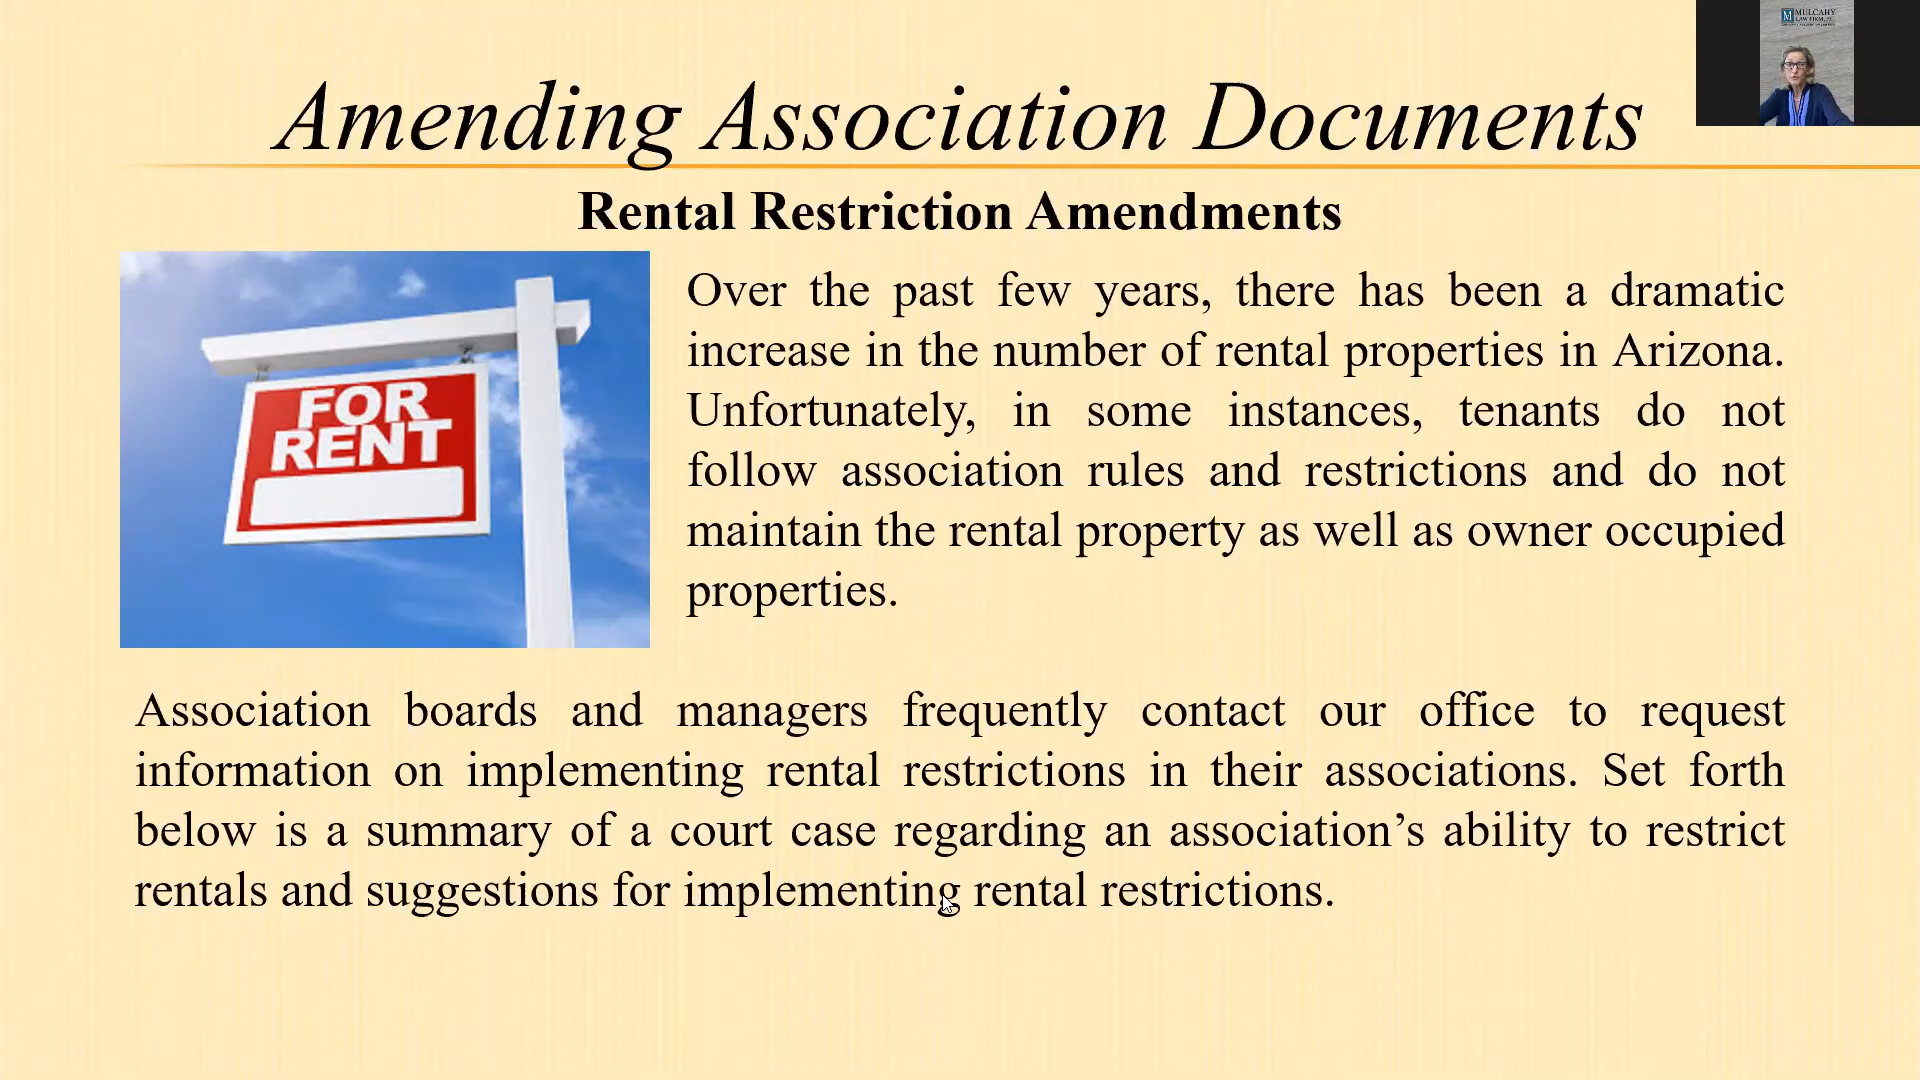 MULCAHY
LAW FIRM, P.C.
Amending Association Documents
Rental Restriction Amendments
FOR
RENT
Over the past few years, there has been a dramatic
increase in the number of rental properties in Arizona.
Unfortunately, in some instances, tenants do not
follow association rules and restrictions and do not
maintain the rental property as well as owner occupied
properties.
Association boards and managers frequently contact our office to request
information on implementing rental restrictions in their associations. Set forth
below is a summary of a court case regarding an association’s ability to restrict
rentals and suggestions for implementing rental restrictions.